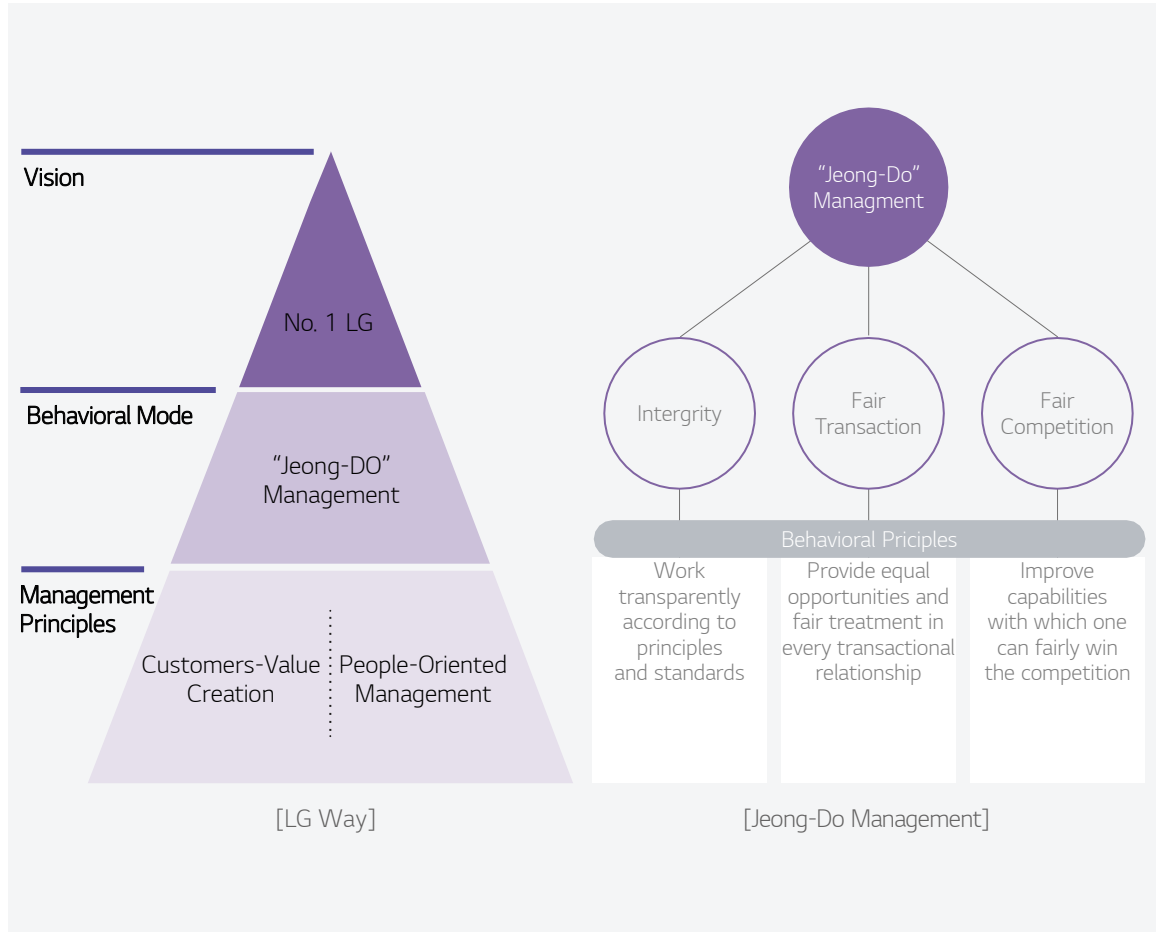 Vision
No. 1 LG
Behavioral Mode
“Jeong-DO”
Management
Management
Principles
Customers-Value
Creation
People-Oriented
Management
[LG Way]
“Jeong-Do”
Managment
Intergrity
Fair
Transaction
Fair
Competition
Behavioral Priciples
Work
transparently
according to
principles
and standards
Provide equal
opportunities and
fair treatment in
every transactional
relationship
Improve
capabilities
with which one
can fairly win
the competition
[Jeong-Do Management]